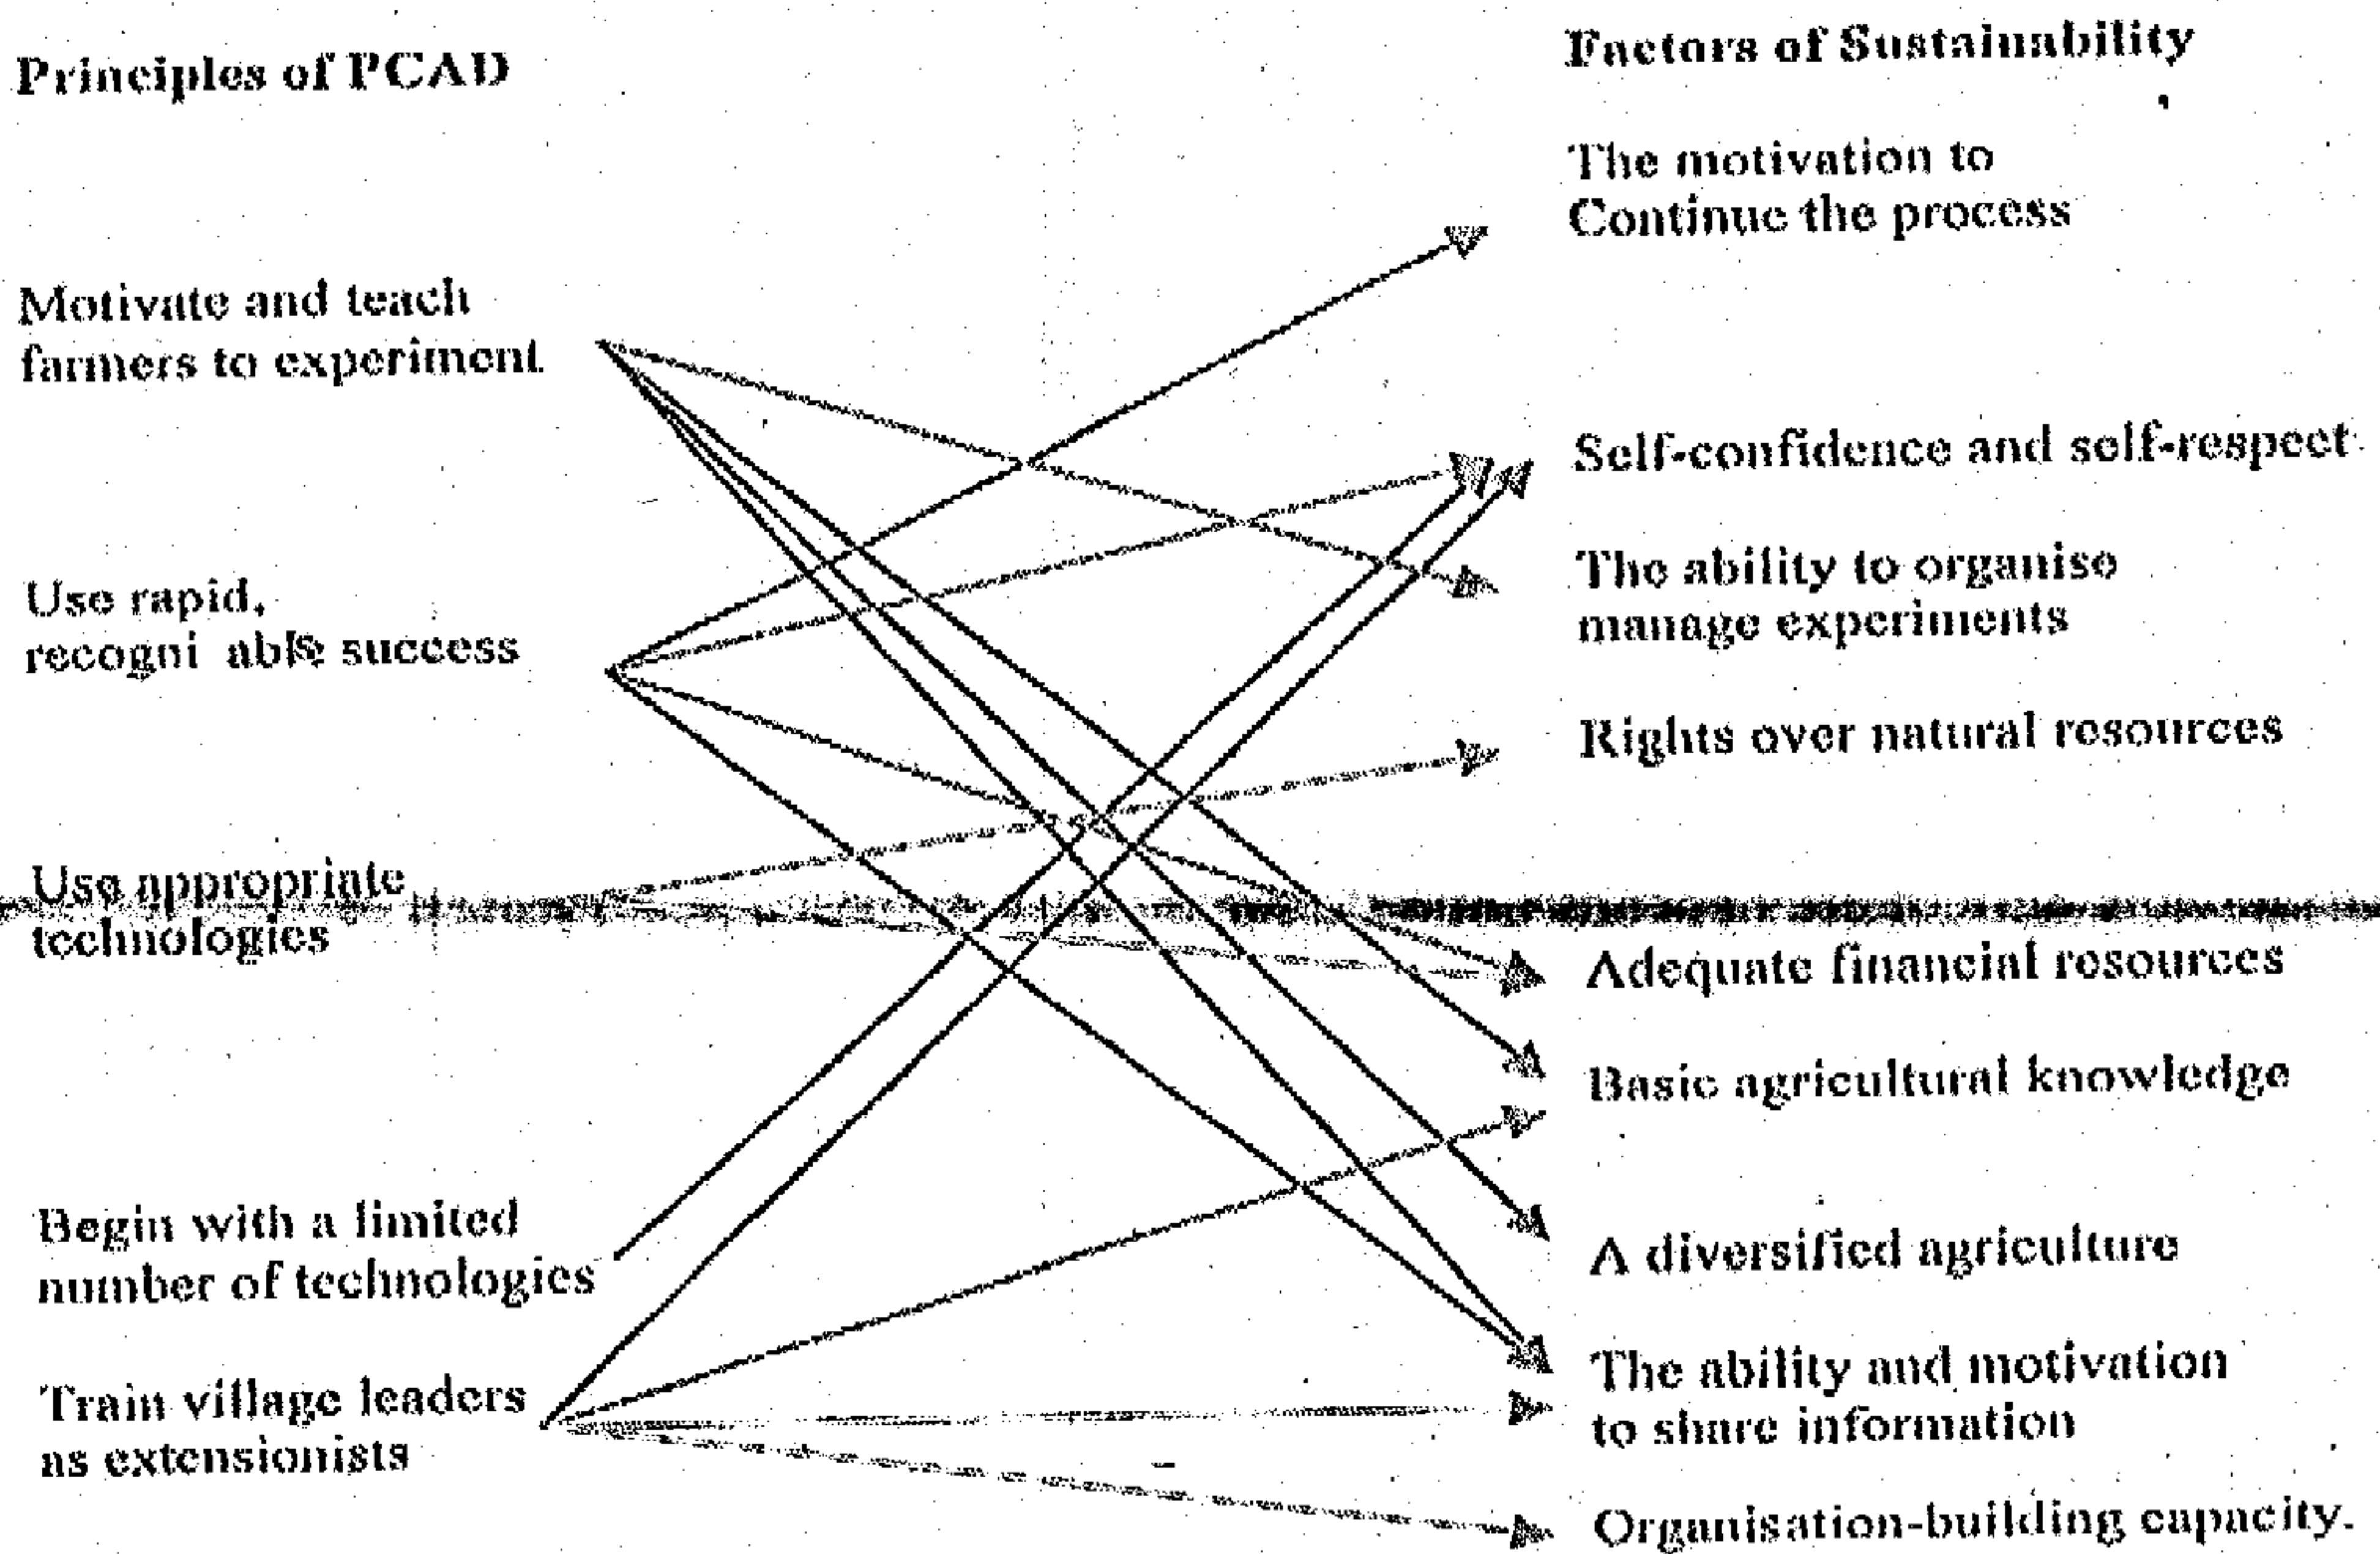 Principles of PCAD
Motivate and teach
farmers to experiment
Use rapid,
recogni able success
Use appropriate
technologies
Begin with a limited
number of technologies
Train village leaders
as extensionists
Factors of Sustainability
The motivation to
Continue the process
Self-confidence and self-respect
The ability to organise
manage experiments
Rights over natural resources
Adequate financial resources
Basic agricultural knowledge
A diversified agriculture
The ability and motivation
to share information
Organisation-building capacity.